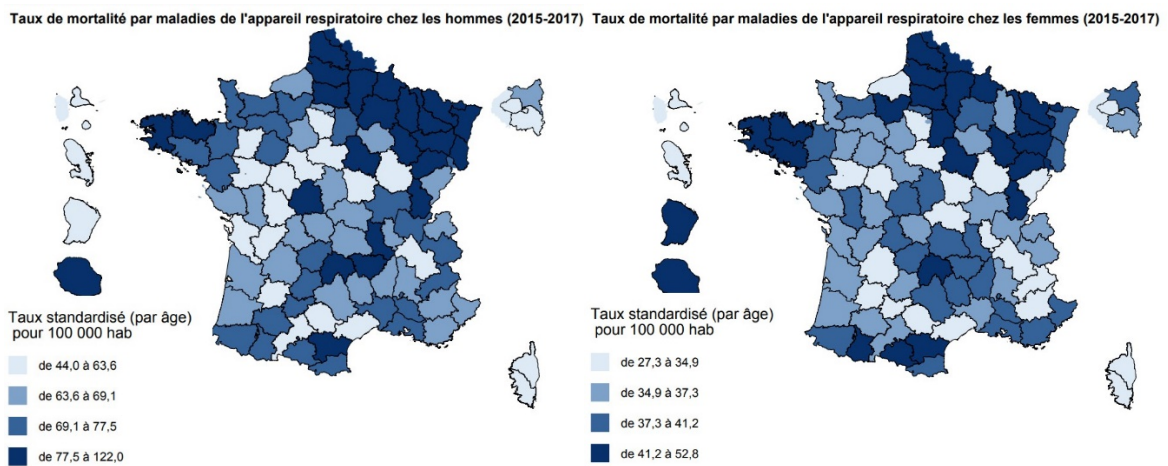 Taux de mortalité par maladies de l'appareil respiratoire chez les hommes (2015-2017)
Taux standardisé (par âge)
pour 100 000 hab
de 44,0 à 63,6
de 63,6 à 69,1
de 69,1 à 77,5
de 77,5 à 122,0
Taux de mortalité par maladies de l'appareil respiratoire chez les femmes (2015-2017)
Taux standardisé (par âge)
pour 100 000 hab
de 27,3 à 34,9
de 34,9 à 37,3
de 37,3 à 41,2
de 41,2 à 52,8